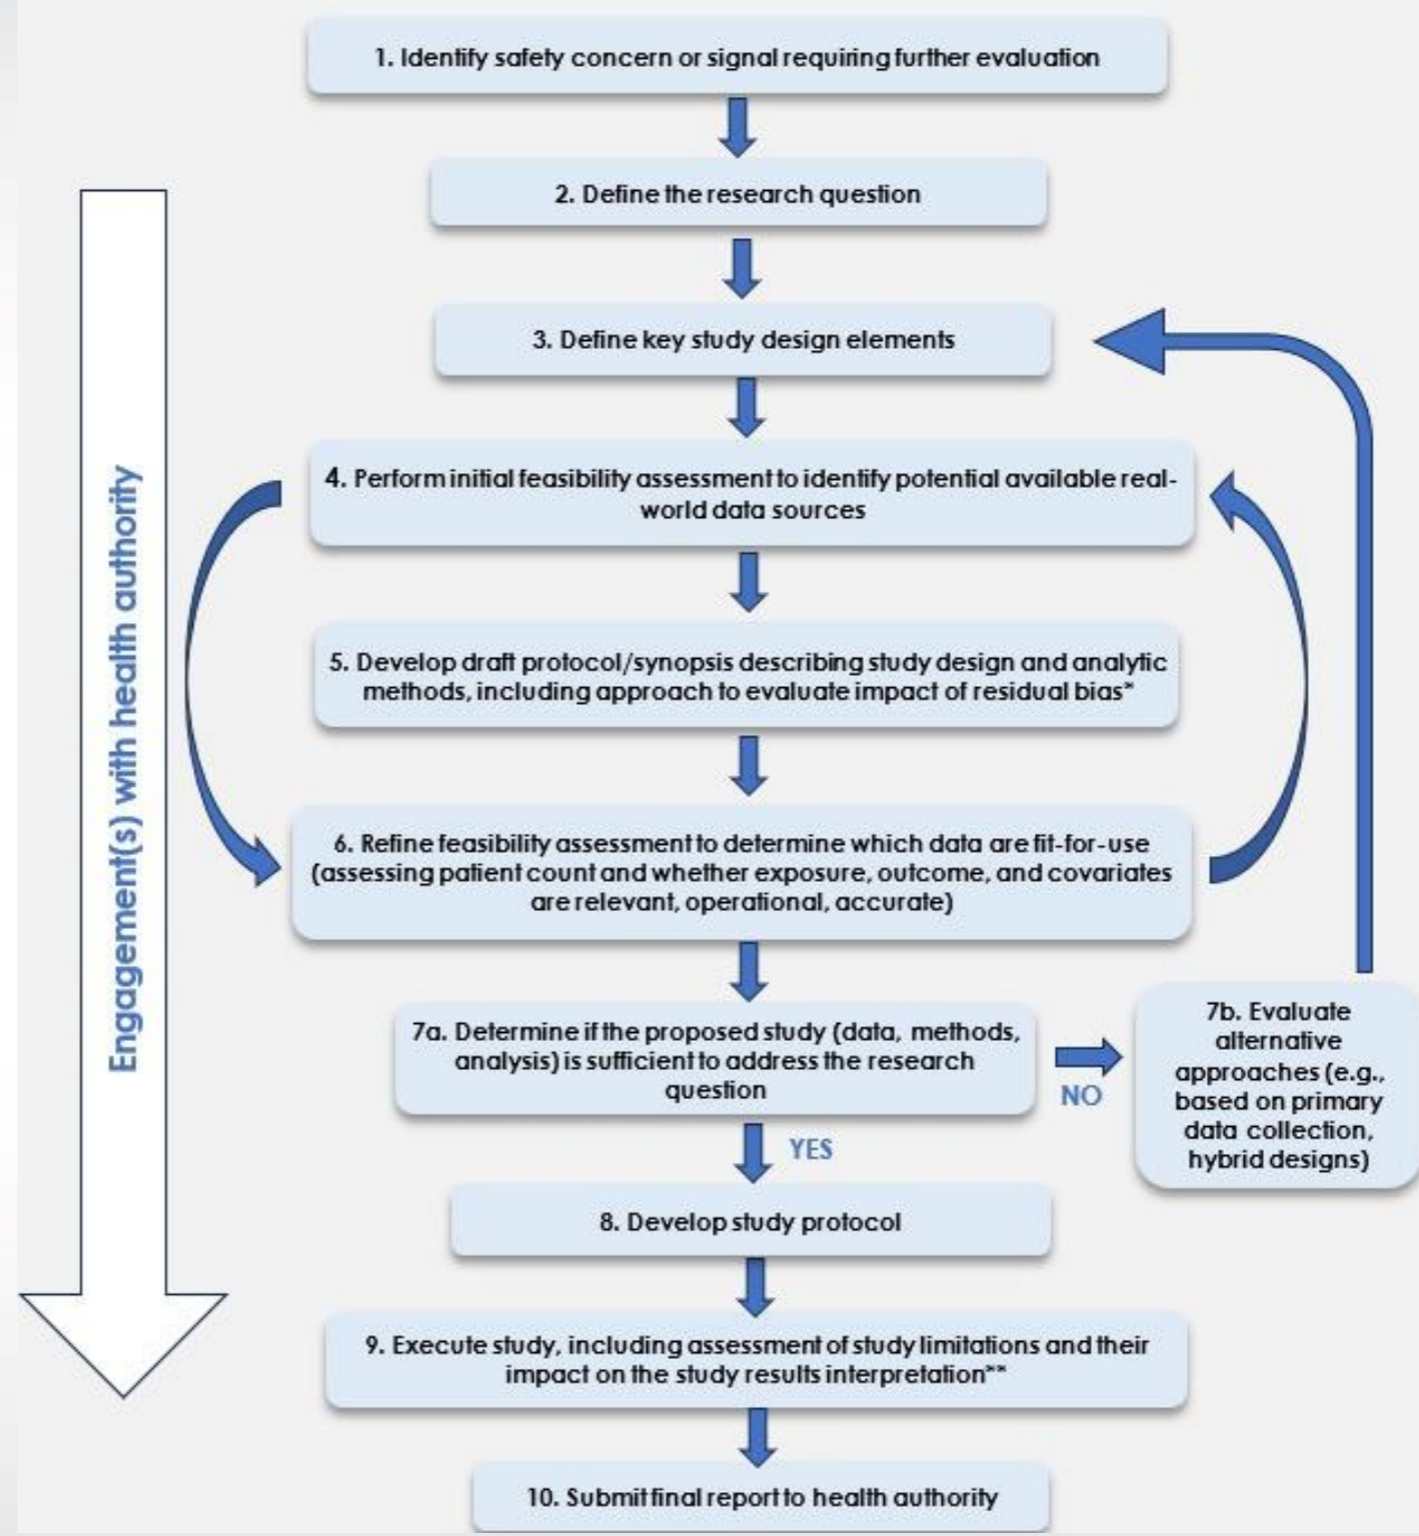 1. Identify safety concern or signal requiring further evaluation
2. Define the research question
3. Define key study design elements
4. Perform initial feasibility assessment to identify potential available real-
world data sources
5. Develop draft protocol/synopsis describing study design and analytic
methods, including approach to evaluate impact of residual bias*
6. Refine feasibility assessment to determine which data are fit-for-use
(assessing patient count and whether exposure, outcome, and covariates
are relevant, operational, accurate)
7a. Determine if the proposed study (data, methods,
analysis) is sufficient to address the research
question
NO
7b. Evaluate
alternative
approaches (e.g.,
based on primary
data collection,
hybrid designs)
YES
8. Develop study protocol
9. Execute study, including assessment of study limitations and their
impact on the study results interpretation**
10. Submit final report to health authority
Engagement(s) with health authority